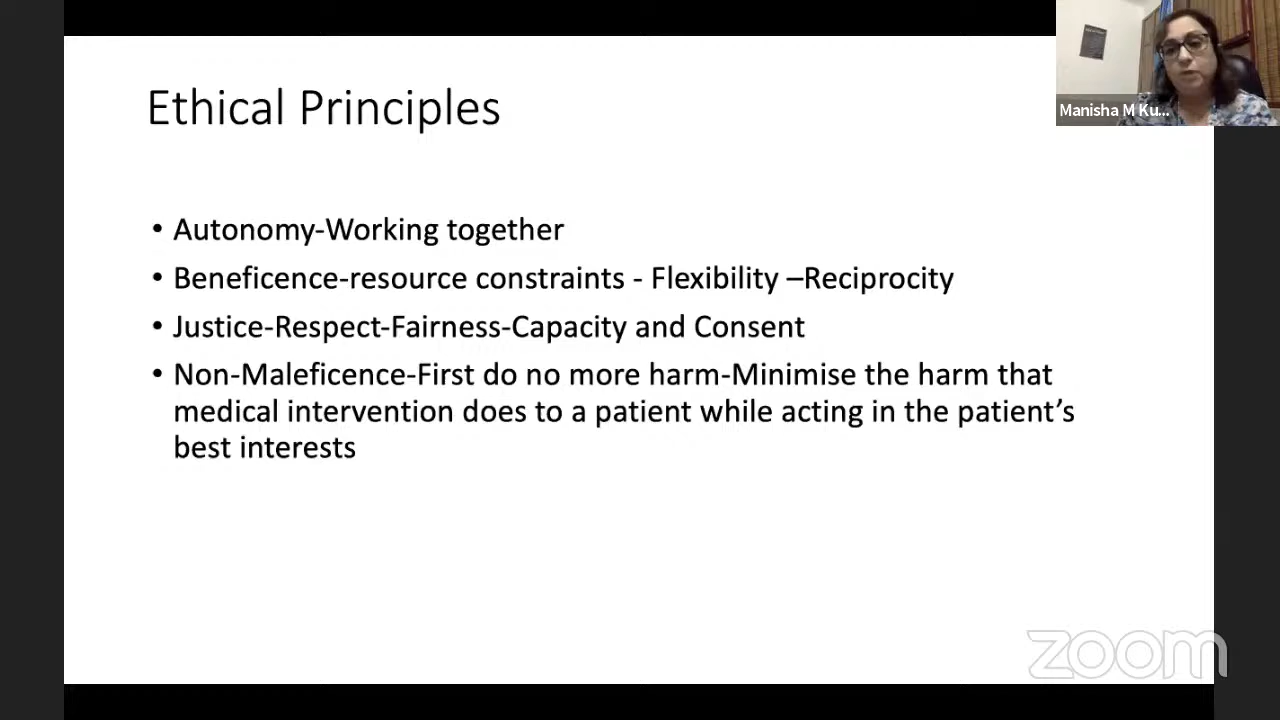 Ethical Principles
Manisha M Ku...
• Autonomy-Working together
• Beneficence-resource constraints - Flexibility –Reciprocity
• Justice-Respect-Fairness-Capacity and Consent
• Non-Maleficence-First do no more harm-Minimise the harm that
medical intervention does to a patient while acting in the patient’s
best interests
zoom